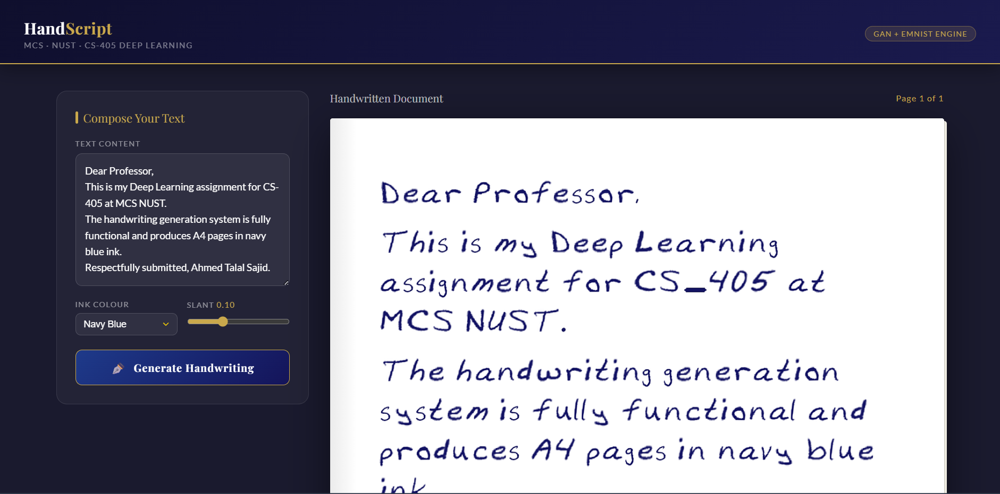 HandScript
MCS · NUST · CS-405 DEEP LEARNING
GAN + EMNIST ENGINE
Compose Your Text
TEXT CONTENT
Dear Professor,
This is my Deep Learning assignment for CS-
405 at MCS NUST.
The handwriting generation system is fully
functional and produces A4 pages in navy
blue ink.
Respectfully submitted, Ahmed Talal Sajid.
INK COLOUR
SLANT 0.10
Navy Blue
Generate Handwriting
Handwritten Document
Page 1 of 1
Dear Professor,
This is my Deep Learning
assignment for CS_405 at
MCS NUST.
The handwriting generation
system is fully functional and
produces A4 pages in navy blue
ink